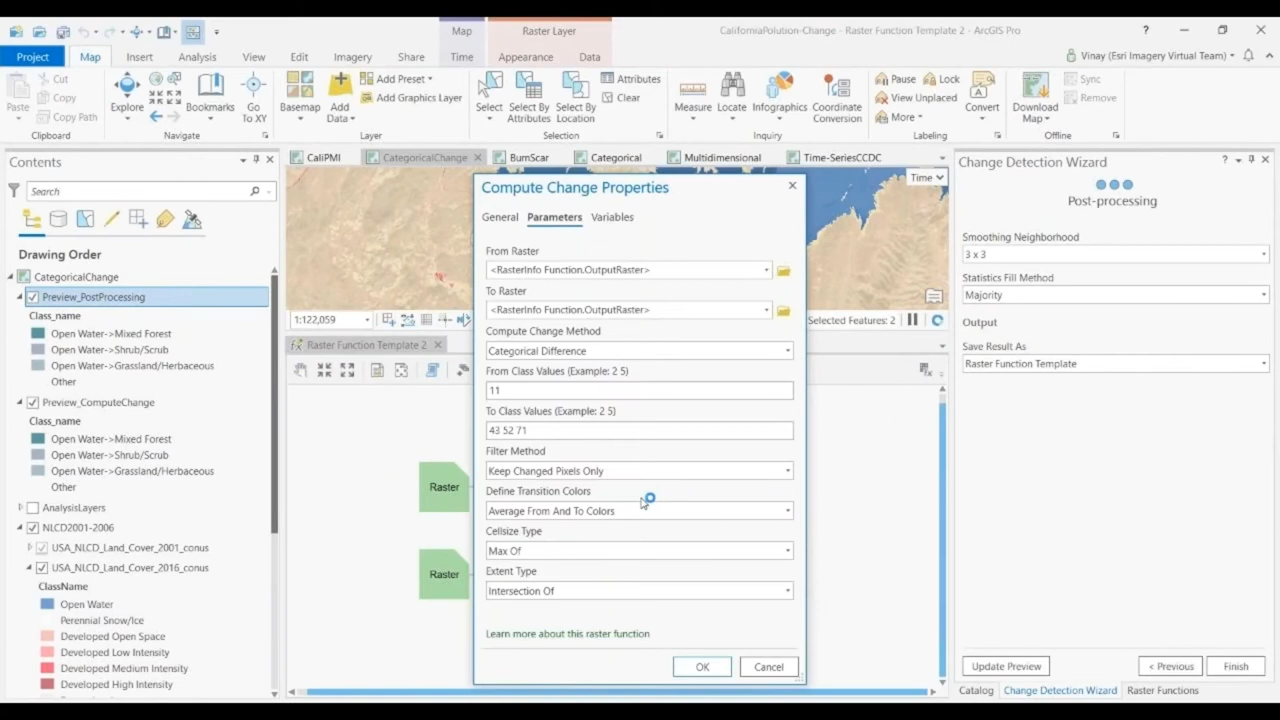 Map
Raster Layer
CaliforniaPolution-Change - Raster Function Template 2 - ArcGIS Pro
Project
Map
Insert
Analysis
View
Edit
Imagery
Share
Time
Appearance
Data
Vinay (Esri Imagery Virtual Team)
Paste
Cut
Copy
Copy Path
Clipboard
Explore
Bookmarks
Go To XY
Navigate
Basemap
Add Data
Add Preset
Add Graphics Layer
Layer
Select
Select By Attributes
Select By Location
Attributes
Clear
Selection
Measure
Locate
Infographics
Coordinate Conversion
Inquiry
Pause
Lock
View Unplaced
More
Convert
Labeling
Download Map
Sync
Remove
Offline
Contents
Search
Drawing Order
CategoricalChange
Preview_PostProcessing
Class_name
Open Water->Mixed Forest
Open Water->Shrub/Scrub
Open Water->Grassland/Herbaceous
Other
Preview_ComputeChange
Class_name
Open Water->Mixed Forest
Open Water->Shrub/Scrub
Open Water->Grassland/Herbaceous
Other
AnalysisLayers
NLCD2001-2006
USA_NLCD_Land_Cover_2001_conus
USA_NLCD_Land_Cover_2016_conus
ClassName
Open Water
Perennial Snow/Ice
Developed Open Space
Developed Low Intensity
Developed Medium Intensity
Developed High Intensity
CaliPMI
CategoricalChange
BurnScar
Categorical
Multidimensional
Time-SeriesCCDC
Time
1:122,059
Selected Features: 2
Raster Function Template 2
Raster
Raster
Compute Change Properties
General
Parameters
Variables
From Raster
<RasterInfo Function.OutputRaster>
To Raster
<RasterInfo Function.OutputRaster>
Compute Change Method
Categorical Difference
From Class Values (Example: 2 5)
11
To Class Values (Example: 2 5)
43 52 71
Filter Method
Keep Changed Pixels Only
Define Transition Colors
Average From And To Colors
Cellsize Type
Max Of
Extent Type
Intersection Of
Learn more about this raster function
OK
Cancel
Change Detection Wizard
Post-processing
Smoothing Neighborhood
3 x 3
Statistics Fill Method
Majority
Output
Save Result As
Raster Function Template
Update Preview
< Previous
Finish
Catalog
Change Detection Wizard
Raster Functions